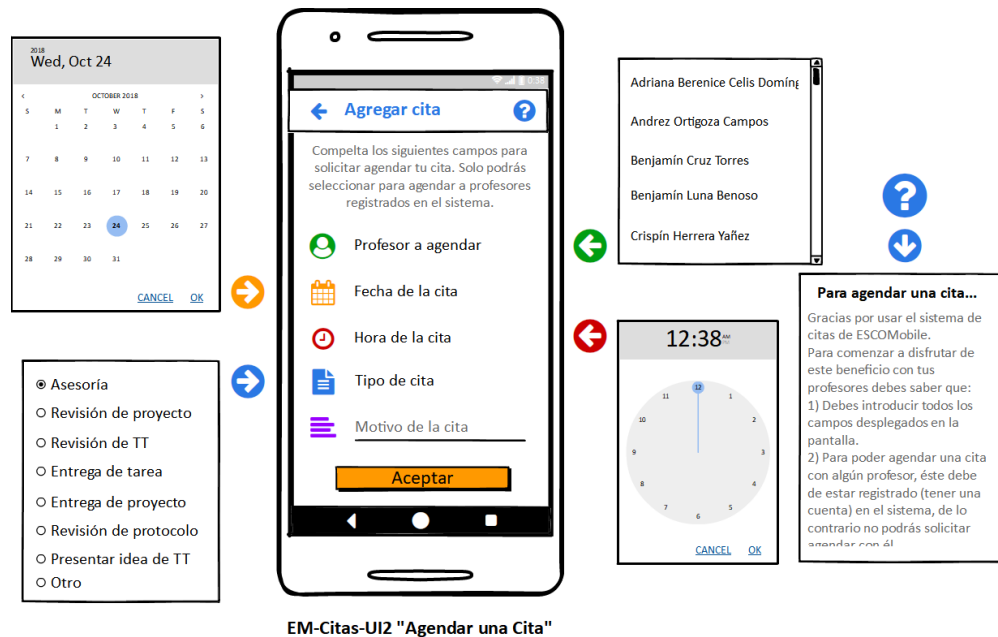 2018
Wed, Oct 24
< OCTOBER 2018 >
S M T W T F S
1 2 3 4 5 6
7 8 9 10 11 12 13
14 15 16 17 18 19 20
21 22 23 24 25 26 27
28 29 30 31
CANCEL OK
Asesoría
Revisión de proyecto
Revisión de TT
Entrega de tarea
Entrega de proyecto
Revisión de protocolo
Presentar idea de TT
Otro
0:38
Agregar cita
?
Compelta los siguientes campos para
solicitar agendar tu cita. Solo podrás
seleccionar para agendar a profesores
registrados en el sistema.
Profesor a agendar
Fecha de la cita
Hora de la cita
Tipo de cita
Motivo de la cita
Aceptar
Adriana Berenice Celis Domíng
Andrez Ortigoza Campos
Benjamín Cruz Torres
Benjamín Luna Benoso
Crispín Herrera Yañez
12:38 AM
PM
12
11 1
10 2
9 3
8 4
7 5
6
CANCEL OK
?
Para agendar una cita...
Gracias por usar el sistema de
citas de ESCOMobile.
Para comenzar a disfrutar de
este beneficio con tus
profesores debes saber que:
1) Debes introducir todos los
campos desplegados en la
pantalla.
2) Para poder agendar una cita
con algún profesor, éste debe
de estar registrado (tener una
cuenta) en el sistema, de lo
contrario no podrás solicitar
agendar con él
EM-Citas-UI2 "Agendar una Cita"